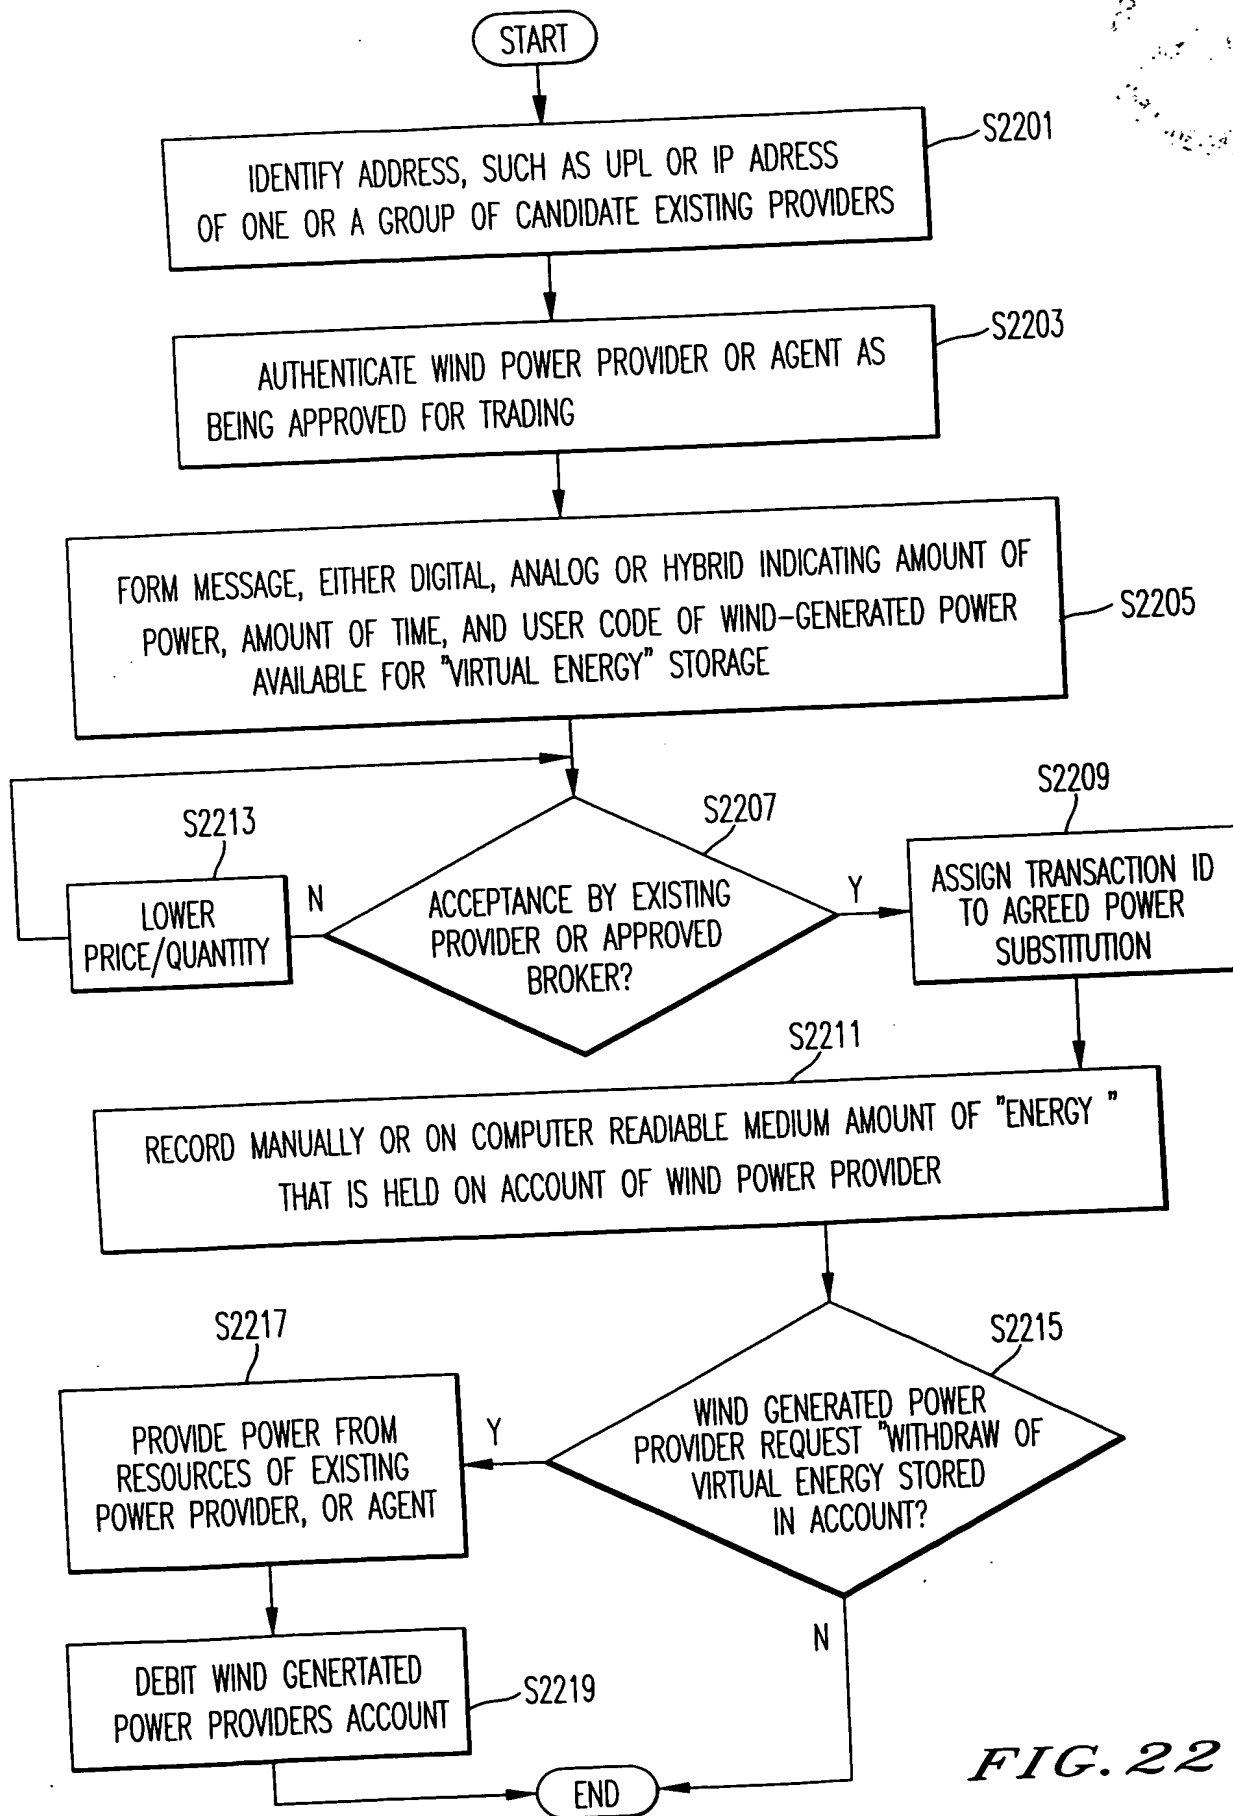 START
S2201
IDENTIFY ADDRESS, SUCH AS UPL OR IP ADRESS
OF ONE OR A GROUP OF CANDIDATE EXISTING PROVIDERS
S2203
AUTHENTICATE WIND POWER PROVIDER OR AGENT AS
BEING APPROVED FOR TRADING
S2205
FORM MESSAGE, EITHER DIGITAL, ANALOG OR HYBRID INDICATING AMOUNT OF
POWER, AMOUNT OF TIME, AND USER CODE OF WIND-GENERATED POWER
AVAILABLE FOR "VIRTUAL ENERGY" STORAGE
S2213
LOWER
PRICE/QUANTITY
N
S2207
ACCEPTANCE BY EXISTING
PROVIDER OR APPROVED
BROKER?
Y
S2209
ASSIGN TRANSACTION ID
TO AGREED POWER
SUBSTITUTION
S2211
RECORD MANUALLY OR ON COMPUTER READIABLE MEDIUM AMOUNT OF "ENERGY "
THAT IS HELD ON ACCOUNT OF WIND POWER PROVIDER
S2217
PROVIDE POWER FROM
RESOURCES OF EXISTING
POWER PROVIDER, OR AGENT
Y
S2215
WIND GENERATED POWER
PROVIDER REQUEST "WITHDRAW OF
VIRTUAL ENERGY STORED
IN ACCOUNT?
N
DEBIT WIND GENERTATED
POWER PROVIDERS ACCOUNT
S2219
END
FIG. 22